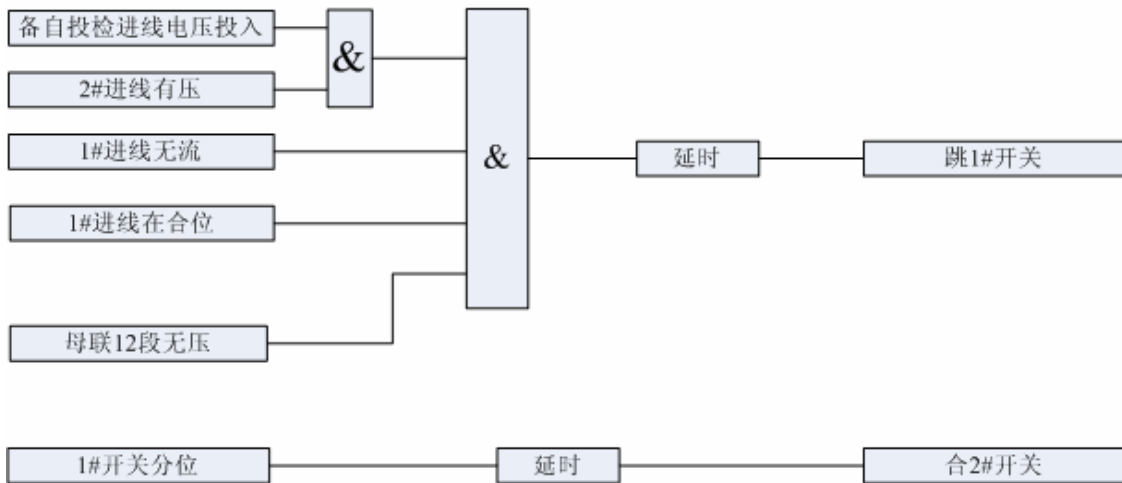 备自投检进线电压投入
&
2#进线有压
1#进线无流
&
延时
跳1#开关
1#进线在合位
母联12段无压
1#开关分位
延时
合2#开关